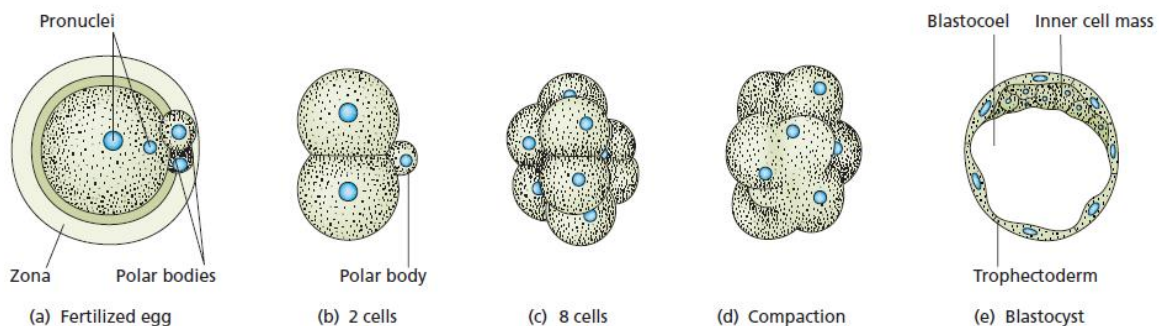 Pronuclei
Blastocoel
Inner cell mass
Zona
Polar bodies
Polar body
Trophectoderm
(a) Fertilized egg
(b) 2 cells
(c) 8 cells
(d) Compaction
(e) Blastocyst